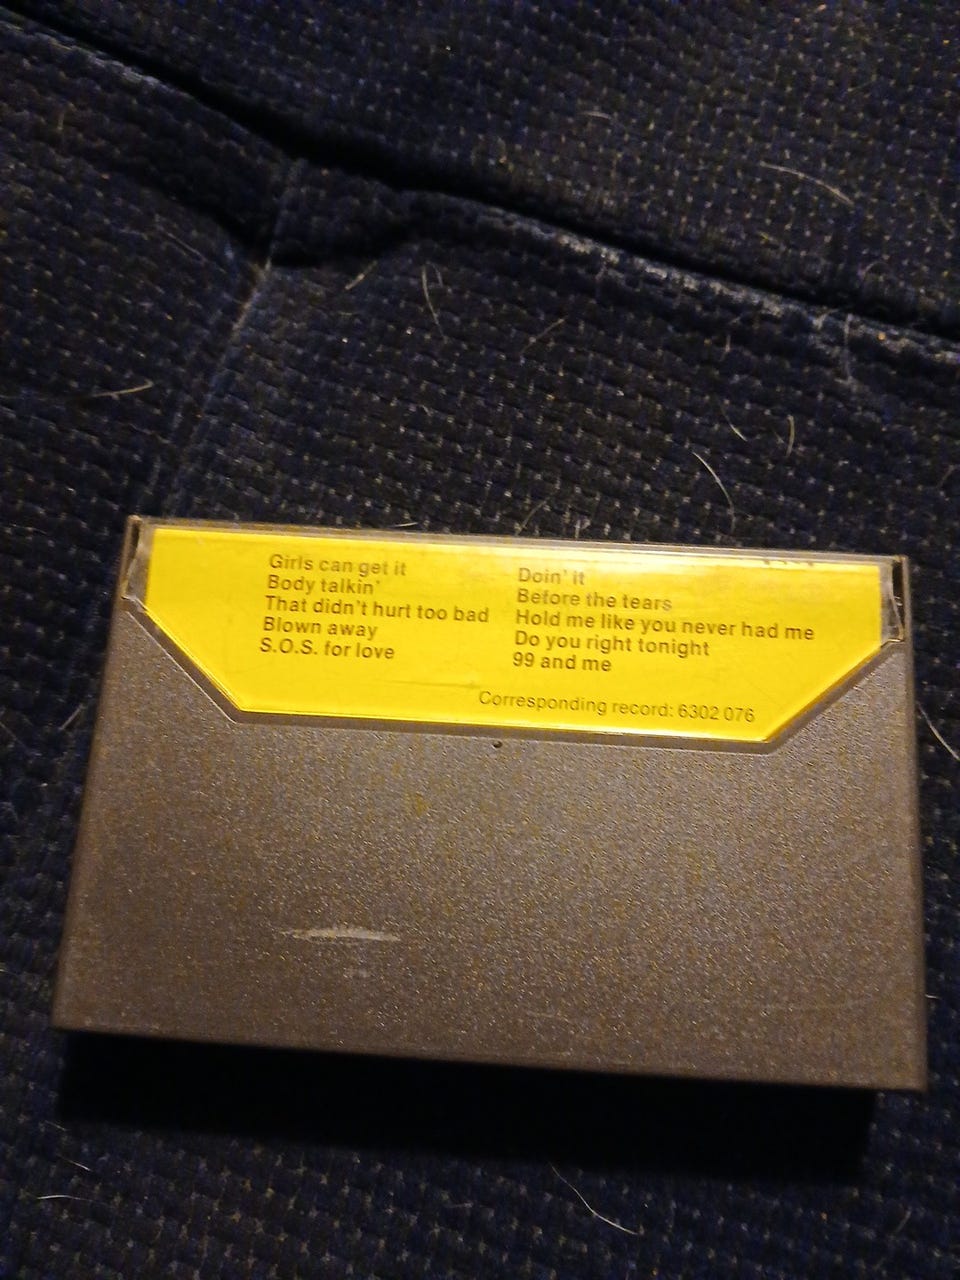 Girls can get it
Body talkin'
That didn't hurt too bad
Blown away
S.O.S. for love
Doin' it
Before the tears
Hold me like you never had me
Do you right tonight
99 and me
Corresponding record: 6302 076